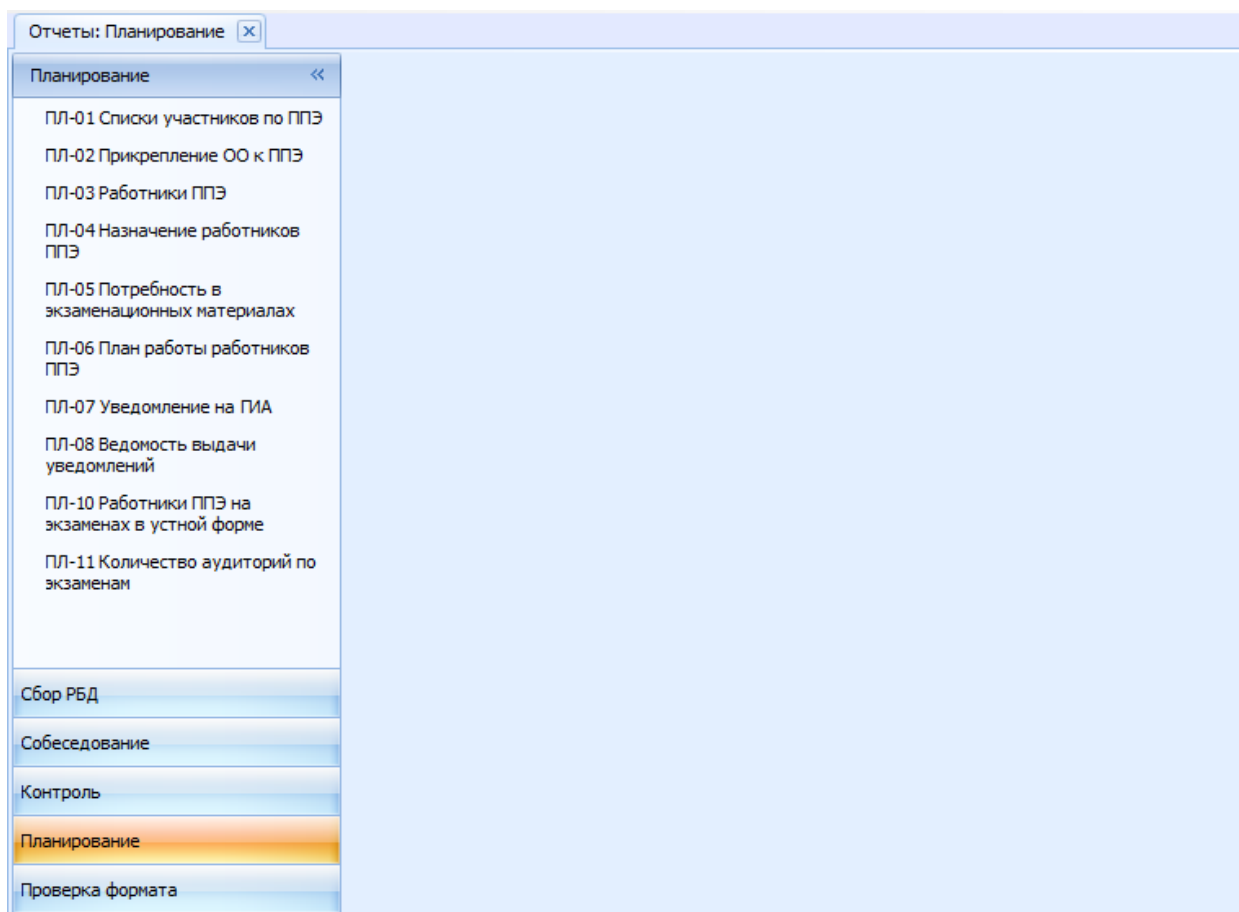 Отчеты: Планирование
Планирование
ПЛ-01 Списки участников по ППЭ
ПЛ-02 Прикрепление ОО к ППЭ
ПЛ-03 Работники ППЭ
ПЛ-04 Назначение работников
ППЭ
ПЛ-05 Потребность в
экзаменационных материалах
ПЛ-06 План работы работников
ППЭ
ПЛ-07 Уведомление на ГИА
ПЛ-08 Ведомость выдачи
уведомлений
ПЛ-10 Работники ППЭ на
экзаменах в устной форме
ПЛ-11 Количество аудиторий по
экзаменам
Сбор РБД
Собеседование
Контроль
Планирование
Проверка формата